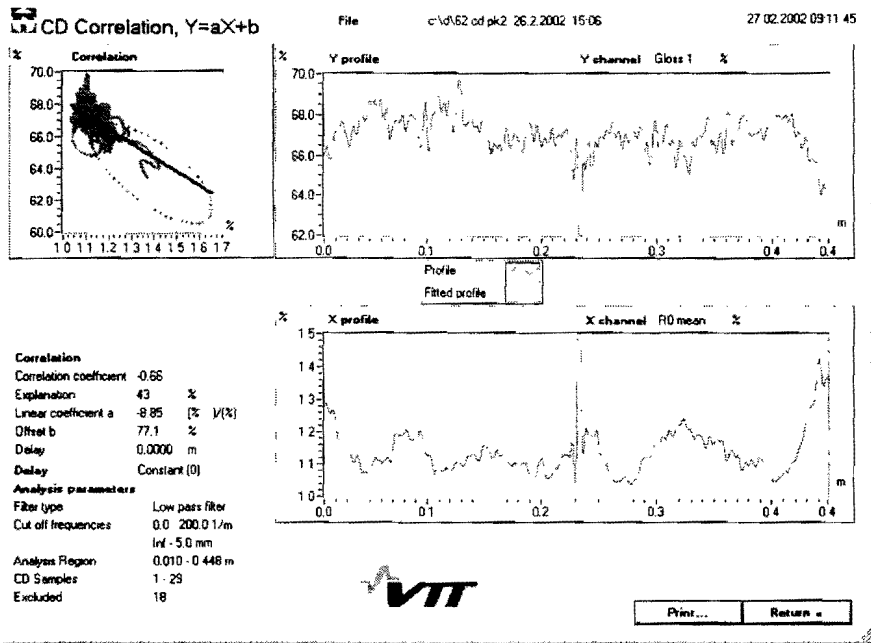 CD Correlation, Y=aX+b
File
c:\d\62 cd pk2 26.2.2002 15:06
27 02.2002 09:11 45
%
Correlation
70.0
68.0
66.0
64.0
62.0
60.0
%
1 0 1 1 1.2 1 3 1 4 1 5 1 6 1 7
%
Y profile
Y channel Gloss 1 %
70.0
68.0
66.0
64.0
62.0
m
0.0 0.1 0.2 0.3 0 4 0.4
Profile
Fitted profile
%
X profile
X channel R0 mean %
1 5
1 4
1 3
1 2
1 1
1 0
m
0.0 0.1 0.2 0.3 0 4 0.4
Correlation
Correlation coefficient -0.66
Explanation 43 %
Linear coefficient a -8.85 (% )/(%)
Offset b 77.1 %
Delay 0.0000 m
Delay Constant (0)
Analysis parameters
Filter type Low pass filter
Cut off frequencies 0.0 200.0 1/m
Inf - 5.0 mm
Analysis Region 0.010 - 0 448 m
CD Samples 1 - 29
Excluded 18
VTT
Print...
Return